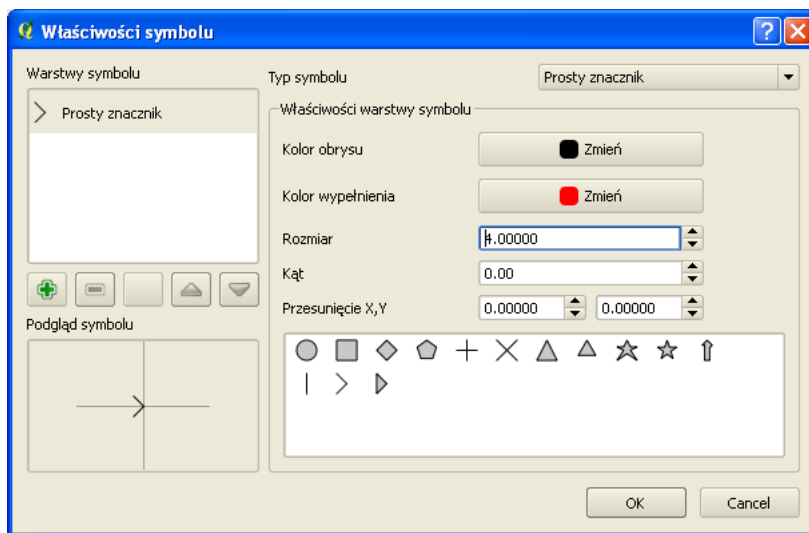 Właściwości symbolu
Warstwy symbolu
Prosty znacznik
Podgląd symbolu
Typ symbolu
Prosty znacznik
Właściwości warstwy symbolu
Kolor obrysu
Zmień
Kolor wypełnienia
Zmień
Rozmiar
4.00000
Kąt
0.00
Przesunięcie X,Y
0.00000
0.00000
OK
Cancel